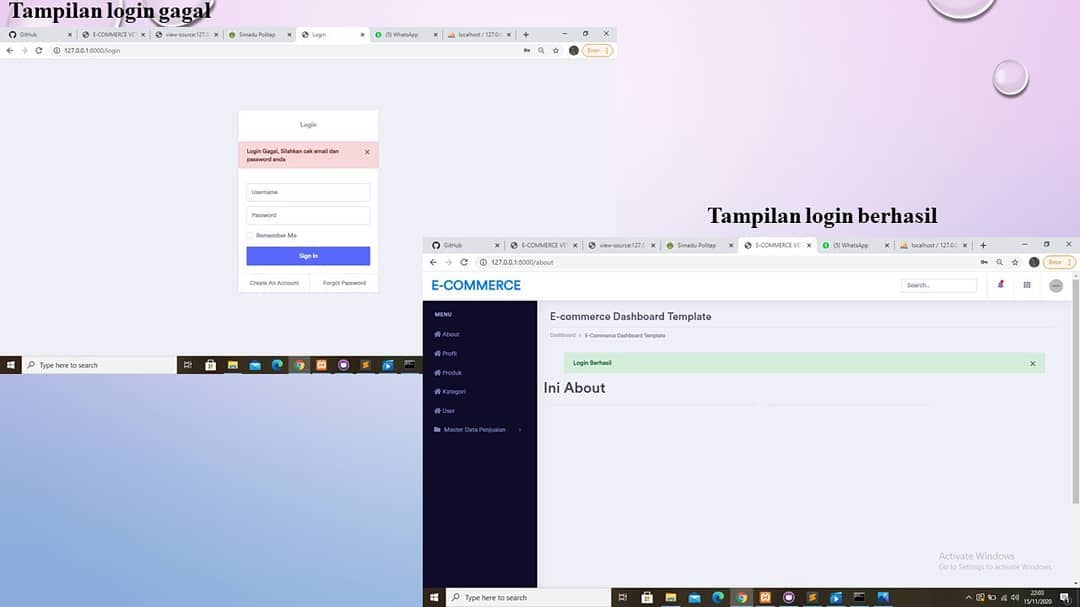 Tampilan login gagal
GitHub
E-COMMERCE VE
view-source:127.0
Simadu Politap
Login
(5) WhatsApp
localhost / 127.0.0
127.0.0.1:8000/login
Error
Login
Login Gagal, Silahkan cek email dan
password anda
Username
Password
Remember Me
Sign in
Create An Account
Forgot Password
Type here to search
Tampilan login berhasil
GitHub
E-COMMERCE VE
view-source:127.0
Simadu Politap
E-COMMERCE VE
(5) WhatsApp
localhost / 127.0.0
127.0.0.1:8000/about
Error
E-COMMERCE
Search..
MENU
About
Profil
Produk
Kategori
User
Master Data Penjualan
E-commerce Dashboard Template
Dashboard
E-Commerce Dashboard Template
Login Berhasil
Ini About
Activate Windows
Go to Settings to activate Windows.
Type here to search
22:03
15/11/2020